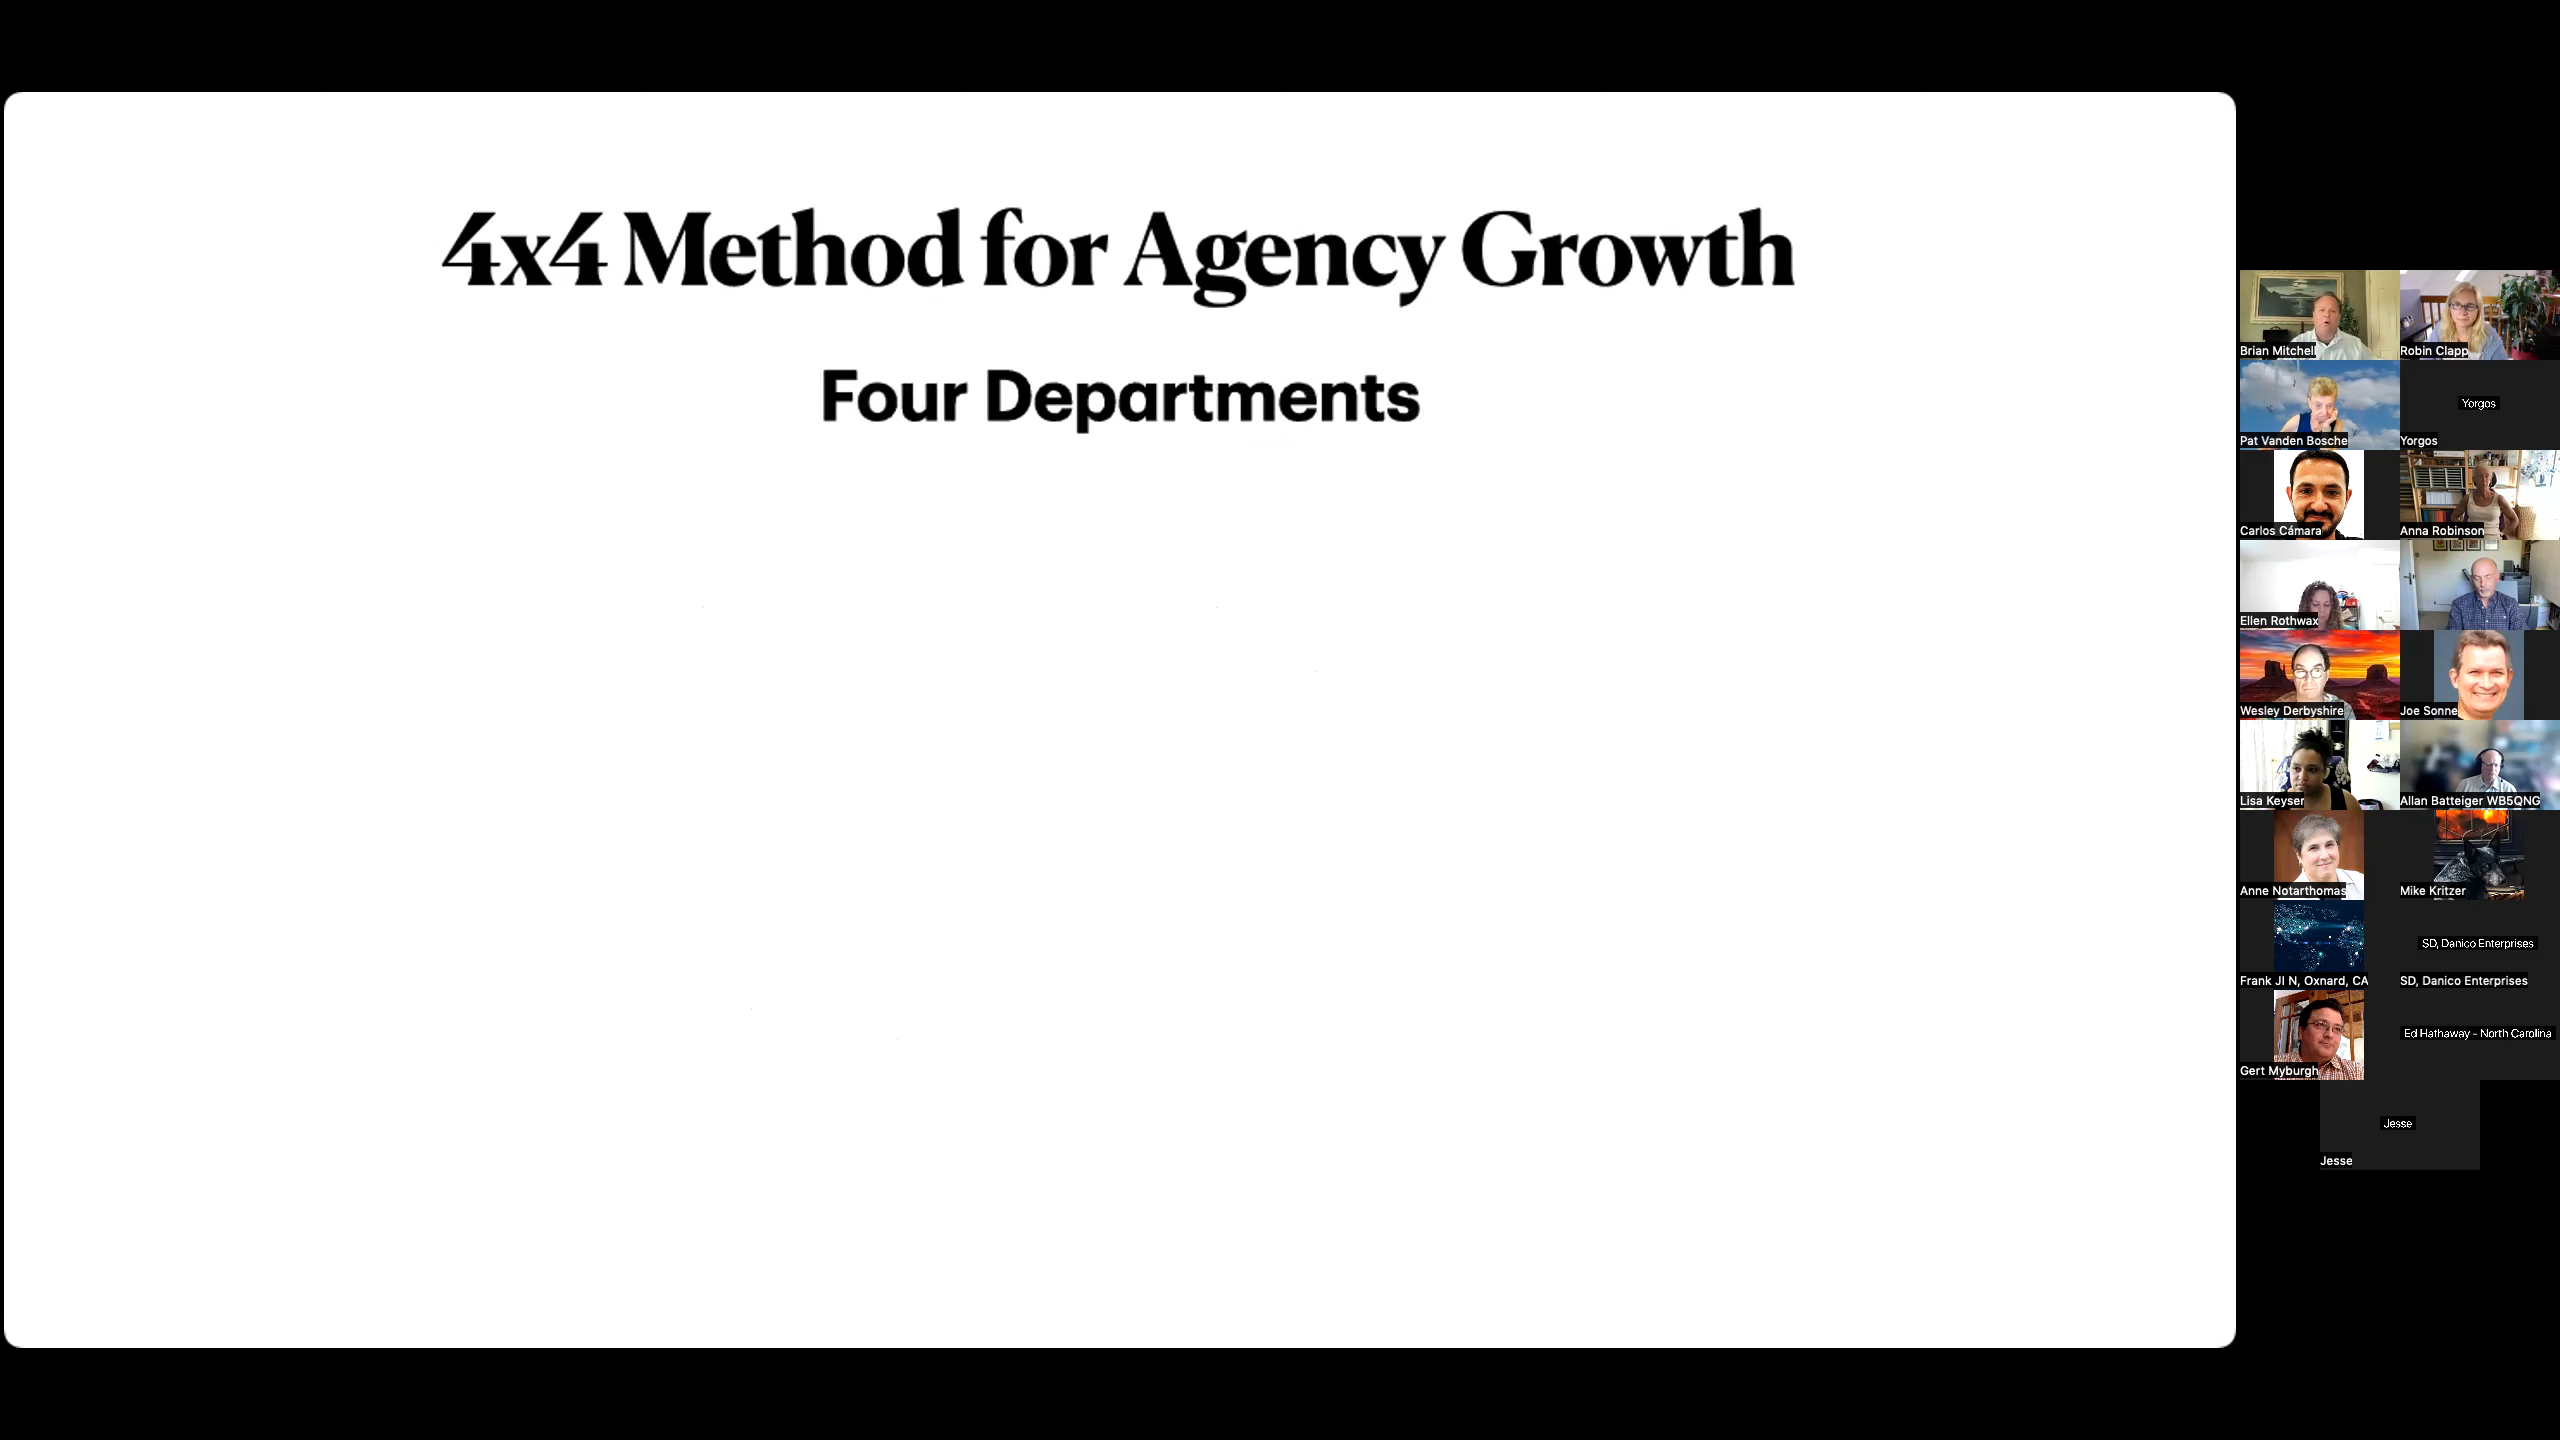 4x4 Method for Agency Growth
Four Departments
Brian Mitchell
Robin Clapp
Pat Vanden Bosche
Yorgos
Yorgos
Carlos Cámara
Anna Robinson
Ellen Rothwax
Wesley Derbyshire
Joe Sonne
Lisa Keyser
Allan Batteiger WB5QNG
Anne Notarthomas
Mike Kritzer
SD, Danico Enterprises
Frank JI N, Oxnard, CA
SD, Danico Enterprises
Gert Myburgh
Ed Hathaway - North Carolina
Jesse
Jesse